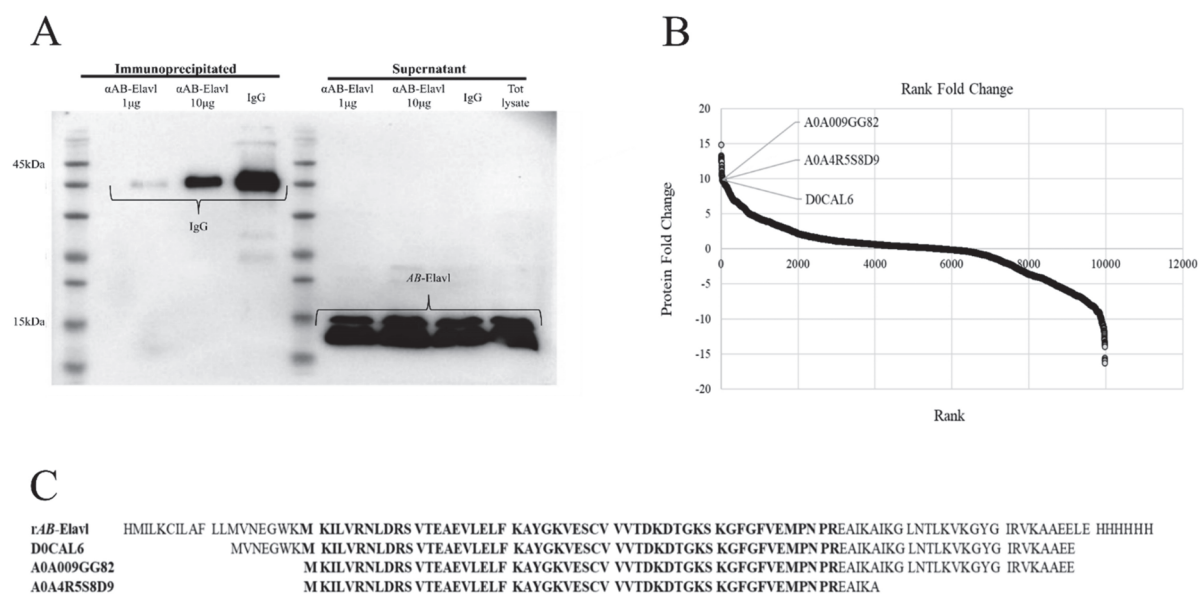 A
Immunoprecipitated
Supernatant
αAB-Elavl 1μg
αAB-Elavl 10μg
IgG
αAB-Elavl 1μg
αAB-Elavl 10μg
IgG
Tot lysate
45kDa
IgG
AB-Elavl
15kDa
B
Rank Fold Change
20
15
10
5
0
-5
-10
-15
-20
A0A009GG82
A0A4R5S8D9
D0CAL6
0
2000
4000
6000
8000
10000
12000
Protein Fold Change
Rank
C
rAB-Elavl HMILKCILAF LLMVNEGWKM KILVRNLDRS VTEAEVLELF KAYGKVESCV VVTDKDTGKS KGFGFVEMPN PREAIKAIKG LNTLKVKGYG IRVKAAEELE HHHHHH
D0CAL6 MVNEGWKM KILVRNLDRS VTEAEVLELF KAYGKVESCV VVTDKDTGKS KGFGFVEMPN PREAIKAIKG LNTLKVKGYG IRVKAAEE
A0A009GG82 M KILVRNLDRS VTEAEVLELF KAYGKVESCV VVTDKDTGKS KGFGFVEMPN PREAIKAIKG LNTLKVKGYG IRVKAAEE
A0A4R5S8D9 M KILVRNLDRS VTEAEVLELF KAYGKVESCV VVTDKDTGKS KGFGFVEMPN PREAIKA